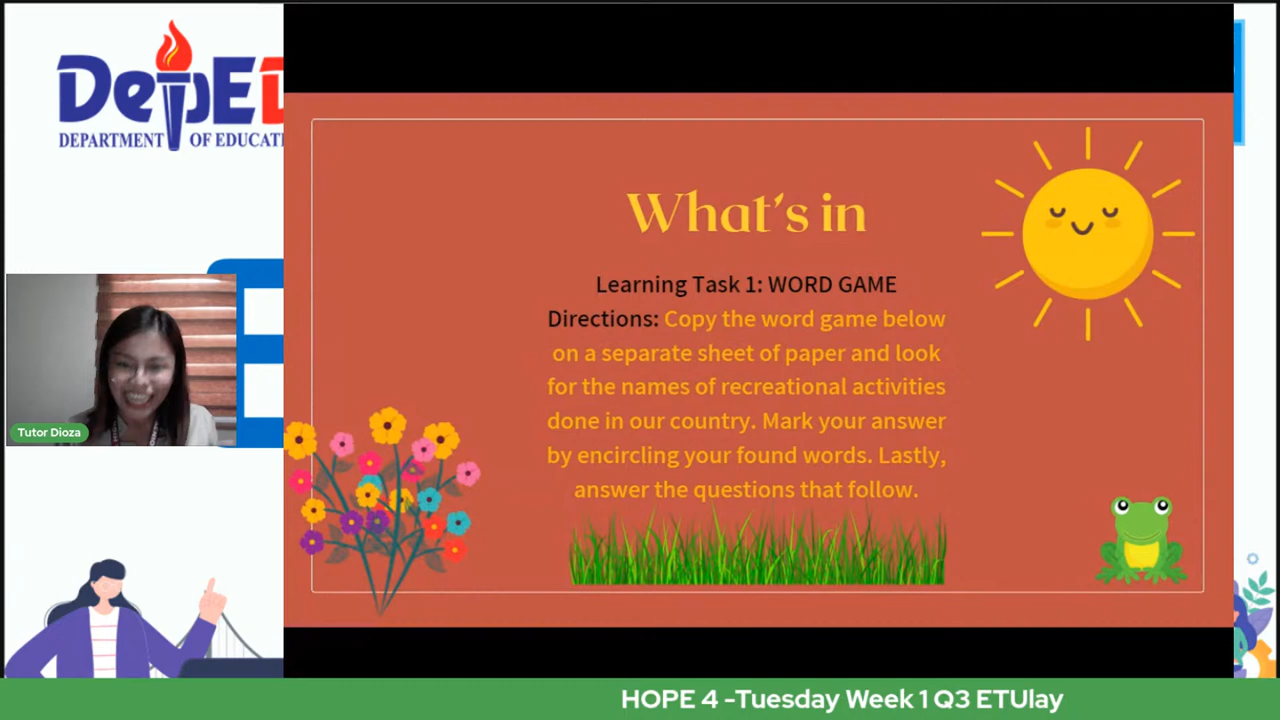 DepED
DEPARTMENT OF EDUCATI
What's in
Learning Task 1: WORD GAME
Directions: Copy the word game below
on a separate sheet of paper and look
for the names of recreational activities
done in our country. Mark your answer
by encircling your found words. Lastly,
answer the questions that follow.
Tutor Dioza
HOPE 4 -Tuesday Week 1 Q3 ETUlay